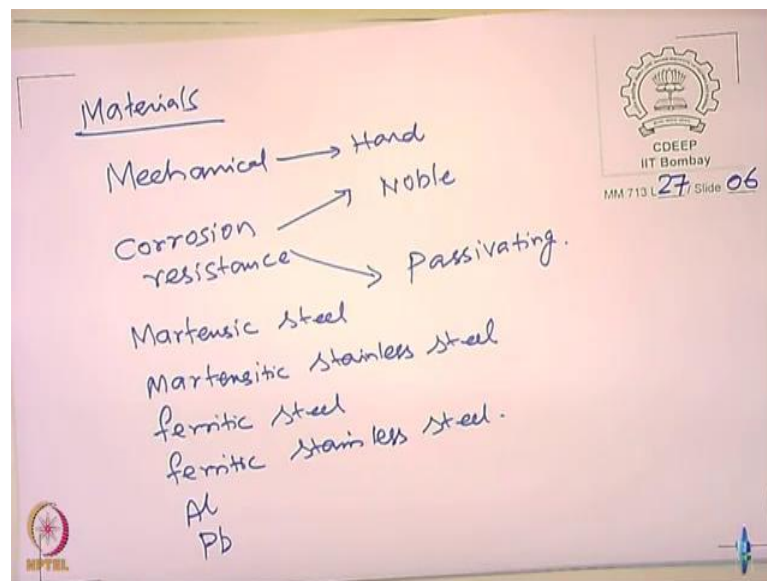 Materials
Mechanical → Hard
Corrosion resistance → Noble
→ Passivating.
Martensic steel
Martensitic stainless steel
ferritic steel
ferritic stainless steel.
Al
Pb
CDEEP
IIT Bombay
MM 713 L 27 / Slide 06
NPTEL